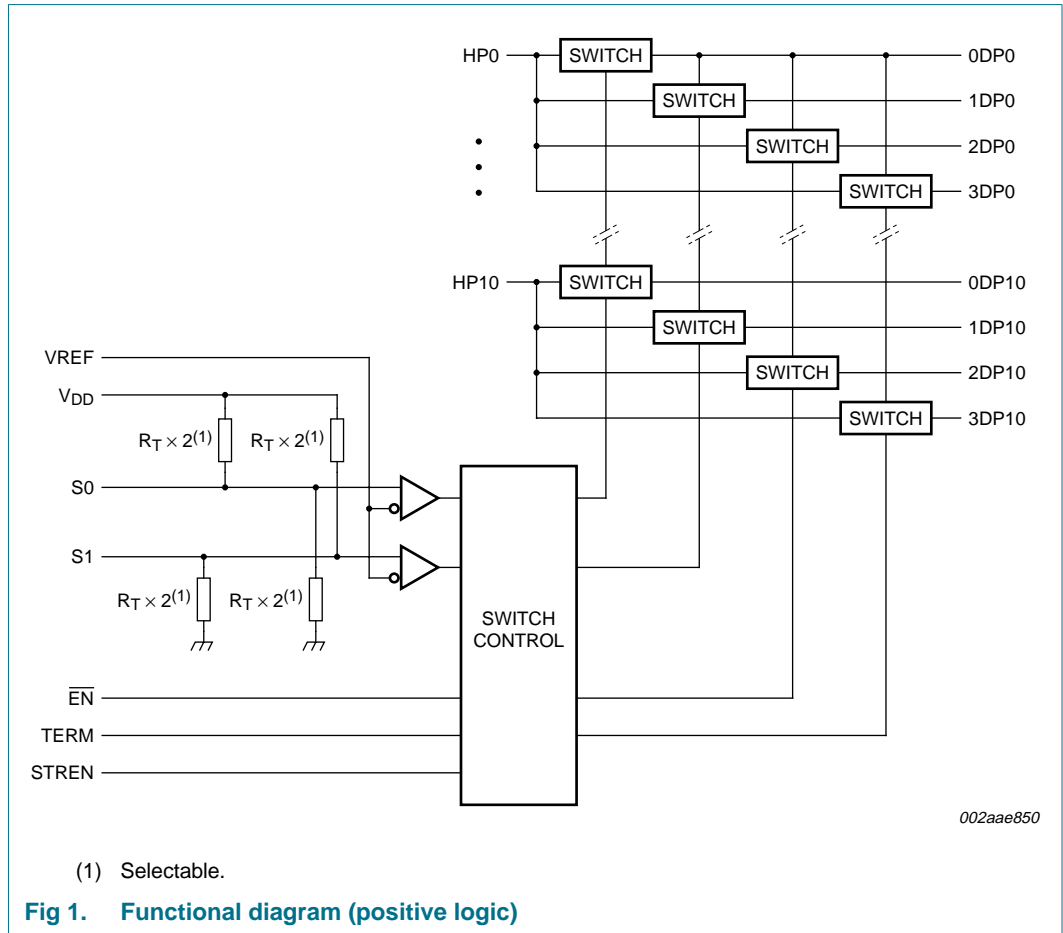 HP0 SWITCH 0DP0
SWITCH 1DP0
SWITCH 2DP0
SWITCH 3DP0
HP10 SWITCH 0DP10
SWITCH 1DP10
SWITCH 2DP10
SWITCH 3DP10
VREF
VDD
RT × 2(1) RT × 2(1)
S0
S1
RT × 2(1) RT × 2(1)
SWITCH
CONTROL
EN
TERM
STREN
002aae850
(1) Selectable.
Fig 1. Functional diagram (positive logic)